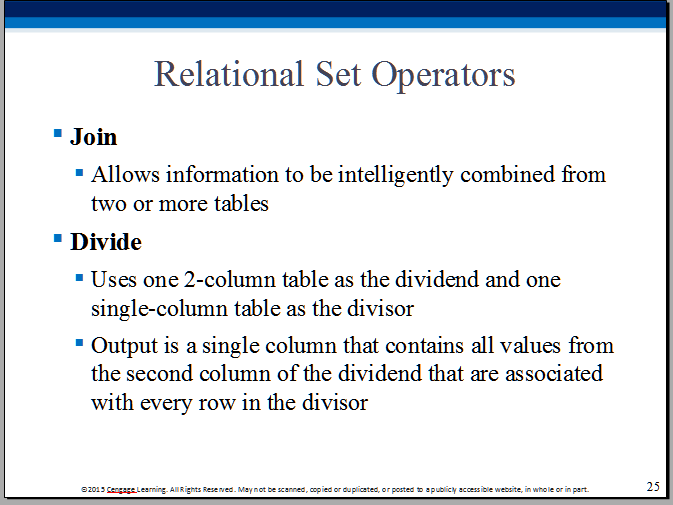 Relational Set Operators
Join
Allows information to be intelligently combined from
two or more tables
Divide
Uses one 2-column table as the dividend and one
single-column table as the divisor
Output is a single column that contains all values from
the second column of the dividend that are associated
with every row in the divisor
©2015 Cengage Learning. All Rights Reserved. May not be scanned, copied or duplicated, or posted to a publicly accessible website, in whole or in part.
25